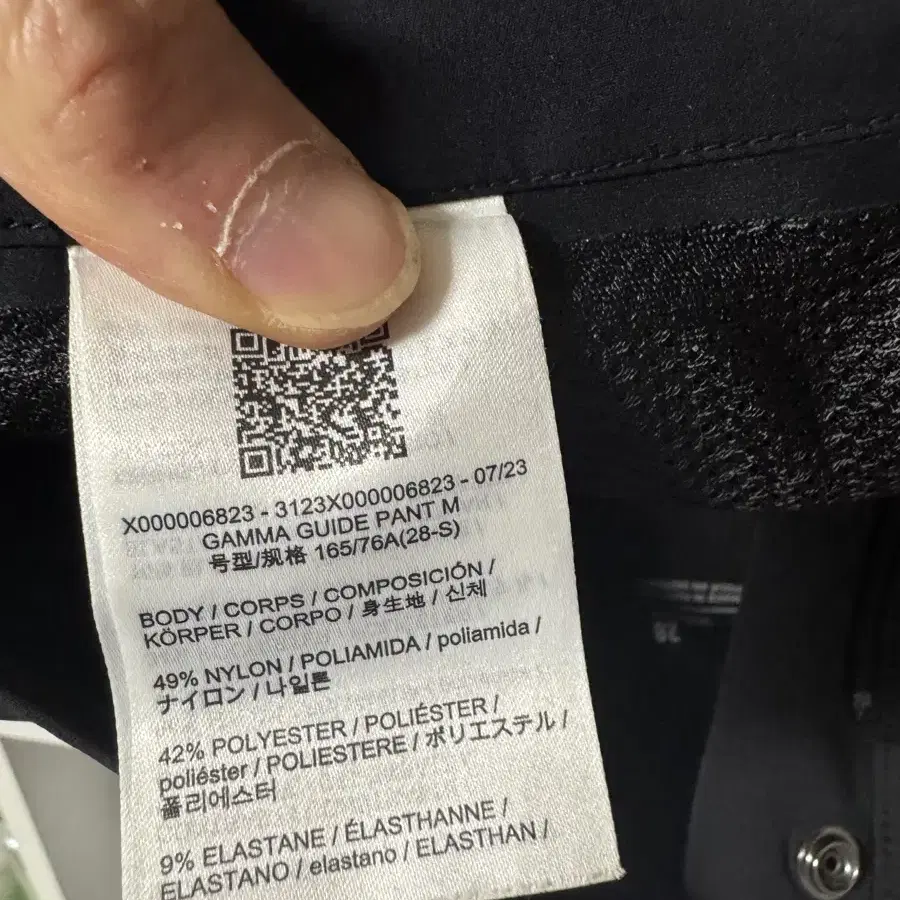 X000006823 - 3123X000006823 - 07/23
GAMMA GUIDE PANT M
号型/规格 165/76A(28-S)
BODY / CORPS / COMPOSICIÓN /
KÖRPER / CORPO / 身生地 / 신체
49% NYLON / POLIAMIDA / poliamida /
ナイロン / 나일론
42% POLYESTER / POLIÉSTER /
poliéster / POLIESTERE / ポリエステル /
폴리에스터
9% ELASTANE / ÉLASTHANNE /
ELASTANO / elastano / ELASTHAN /